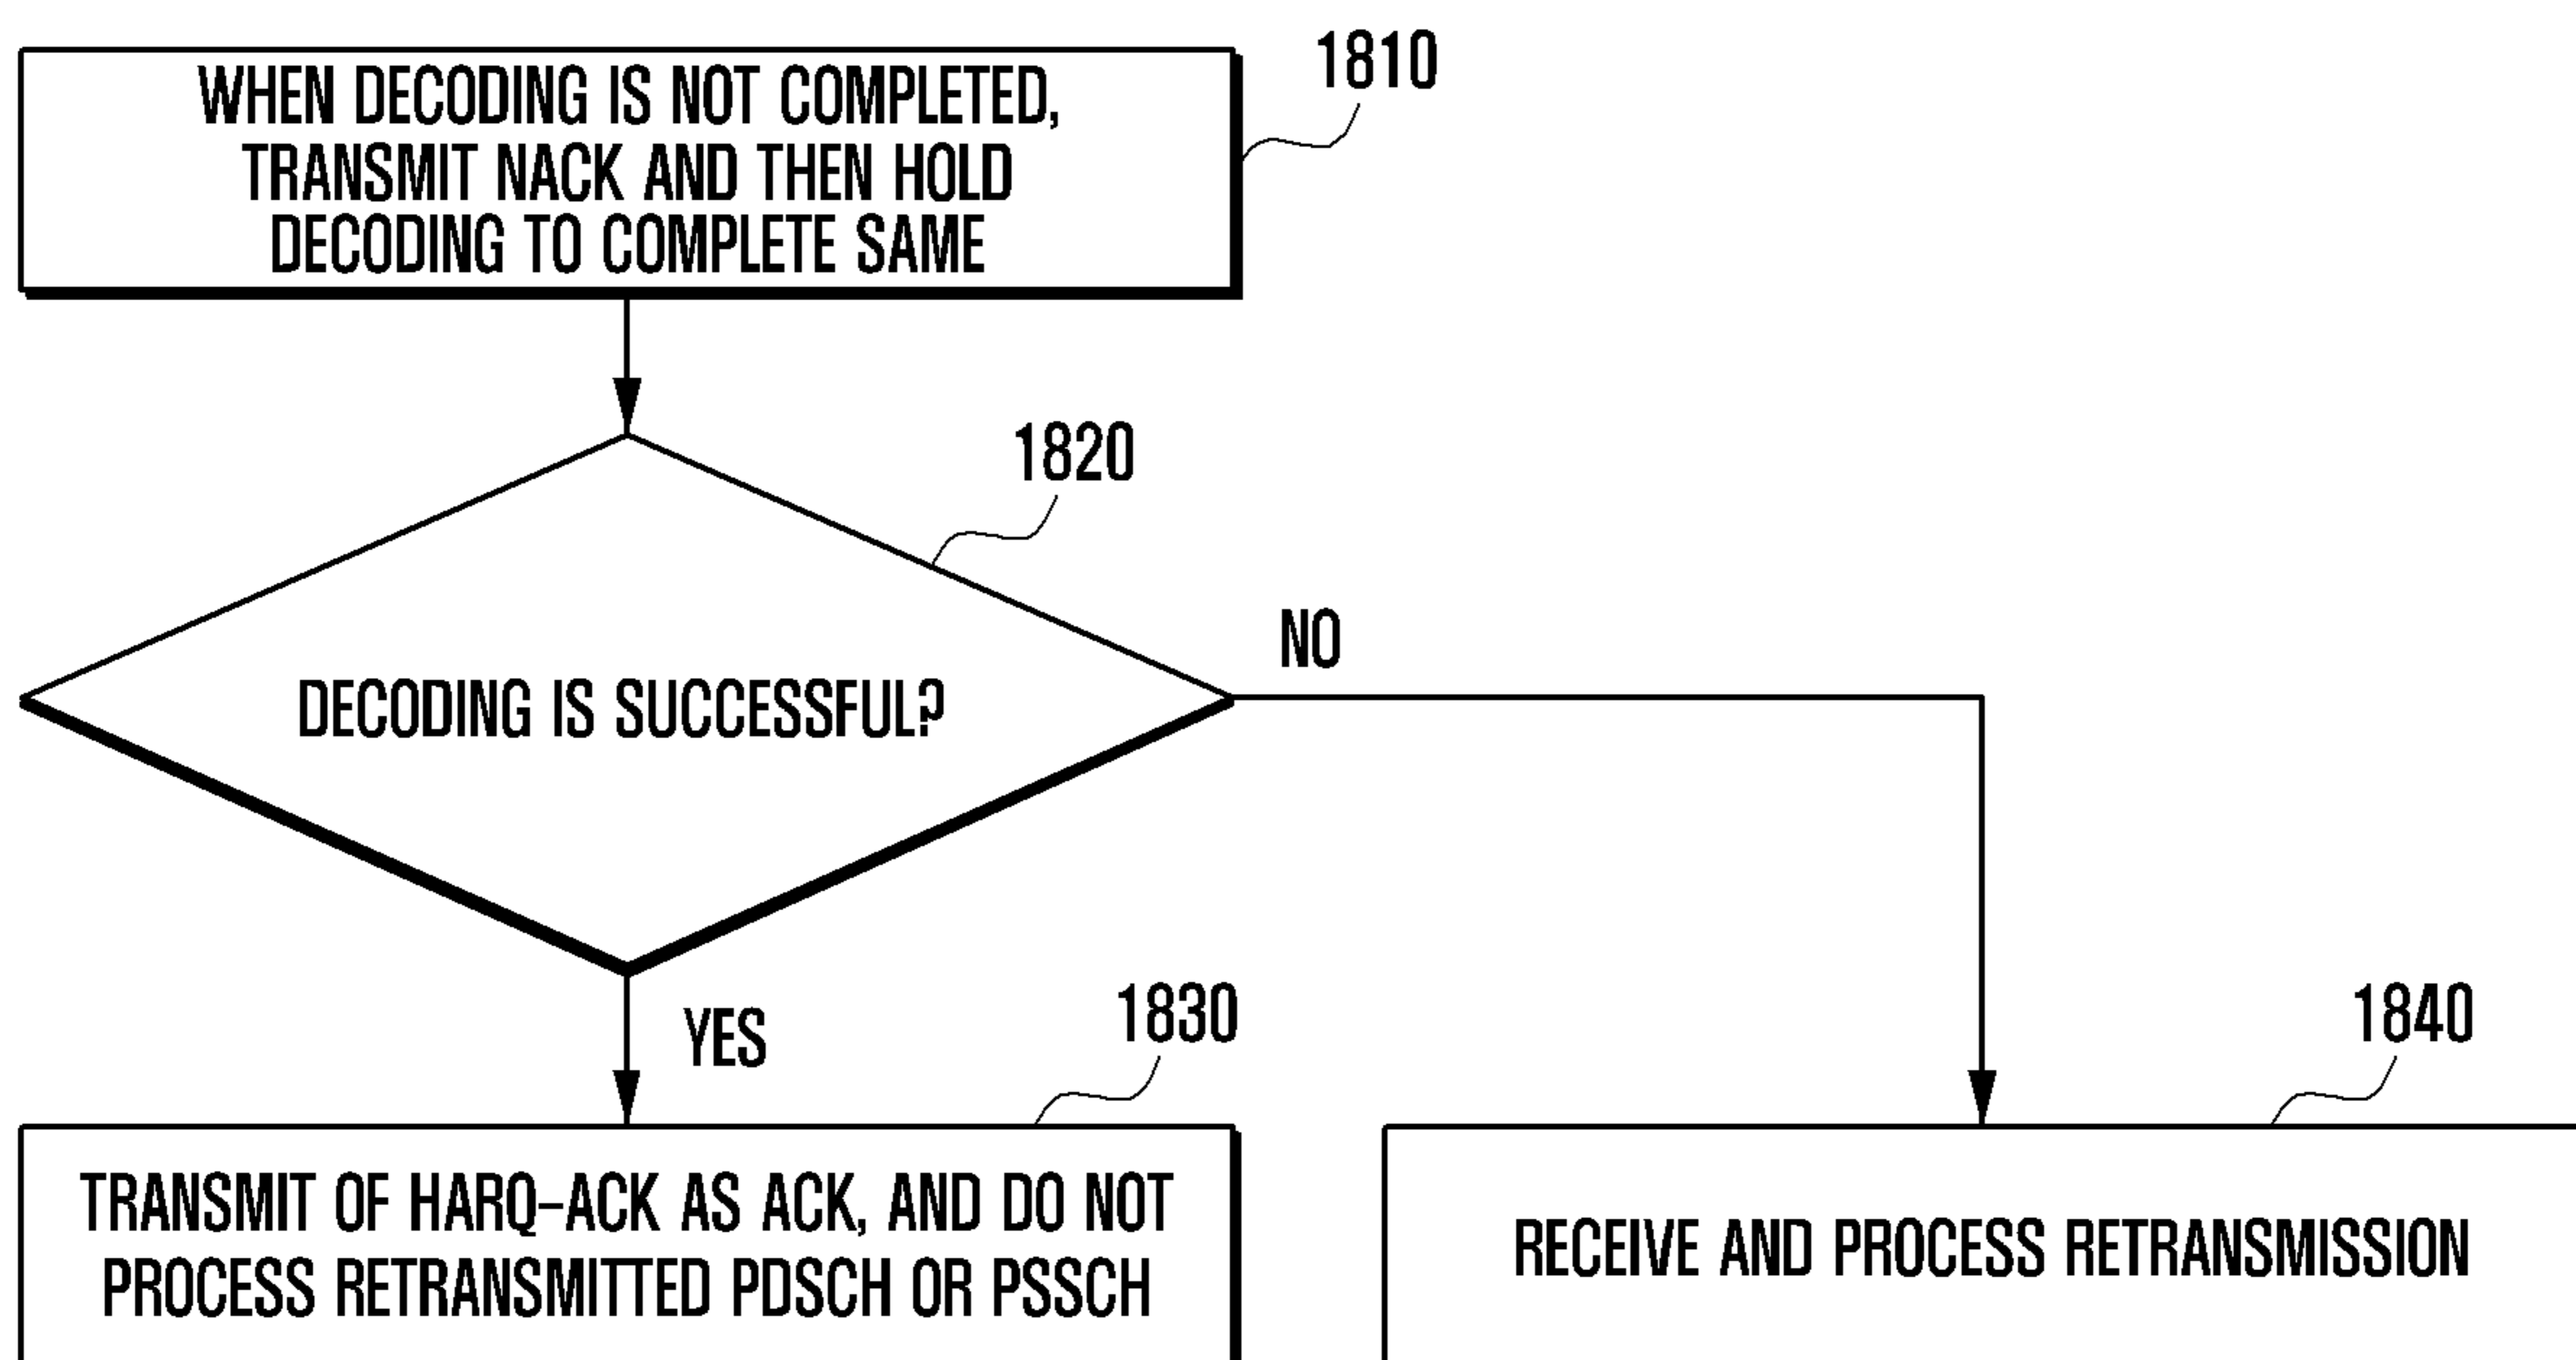 1810
WHEN DECODING IS NOT COMPLETED,
TRANSMIT NACK AND THEN HOLD
DECODING TO COMPLETE SAME
1820
NO
DECODING IS SUCCESSFUL?
YES
1830
1840
TRANSMIT OF HARQ-ACK AS ACK, AND DO NOT
PROCESS RETRANSMITTED PDSCH OR PSSCH
RECEIVE AND PROCESS RETRANSMISSION